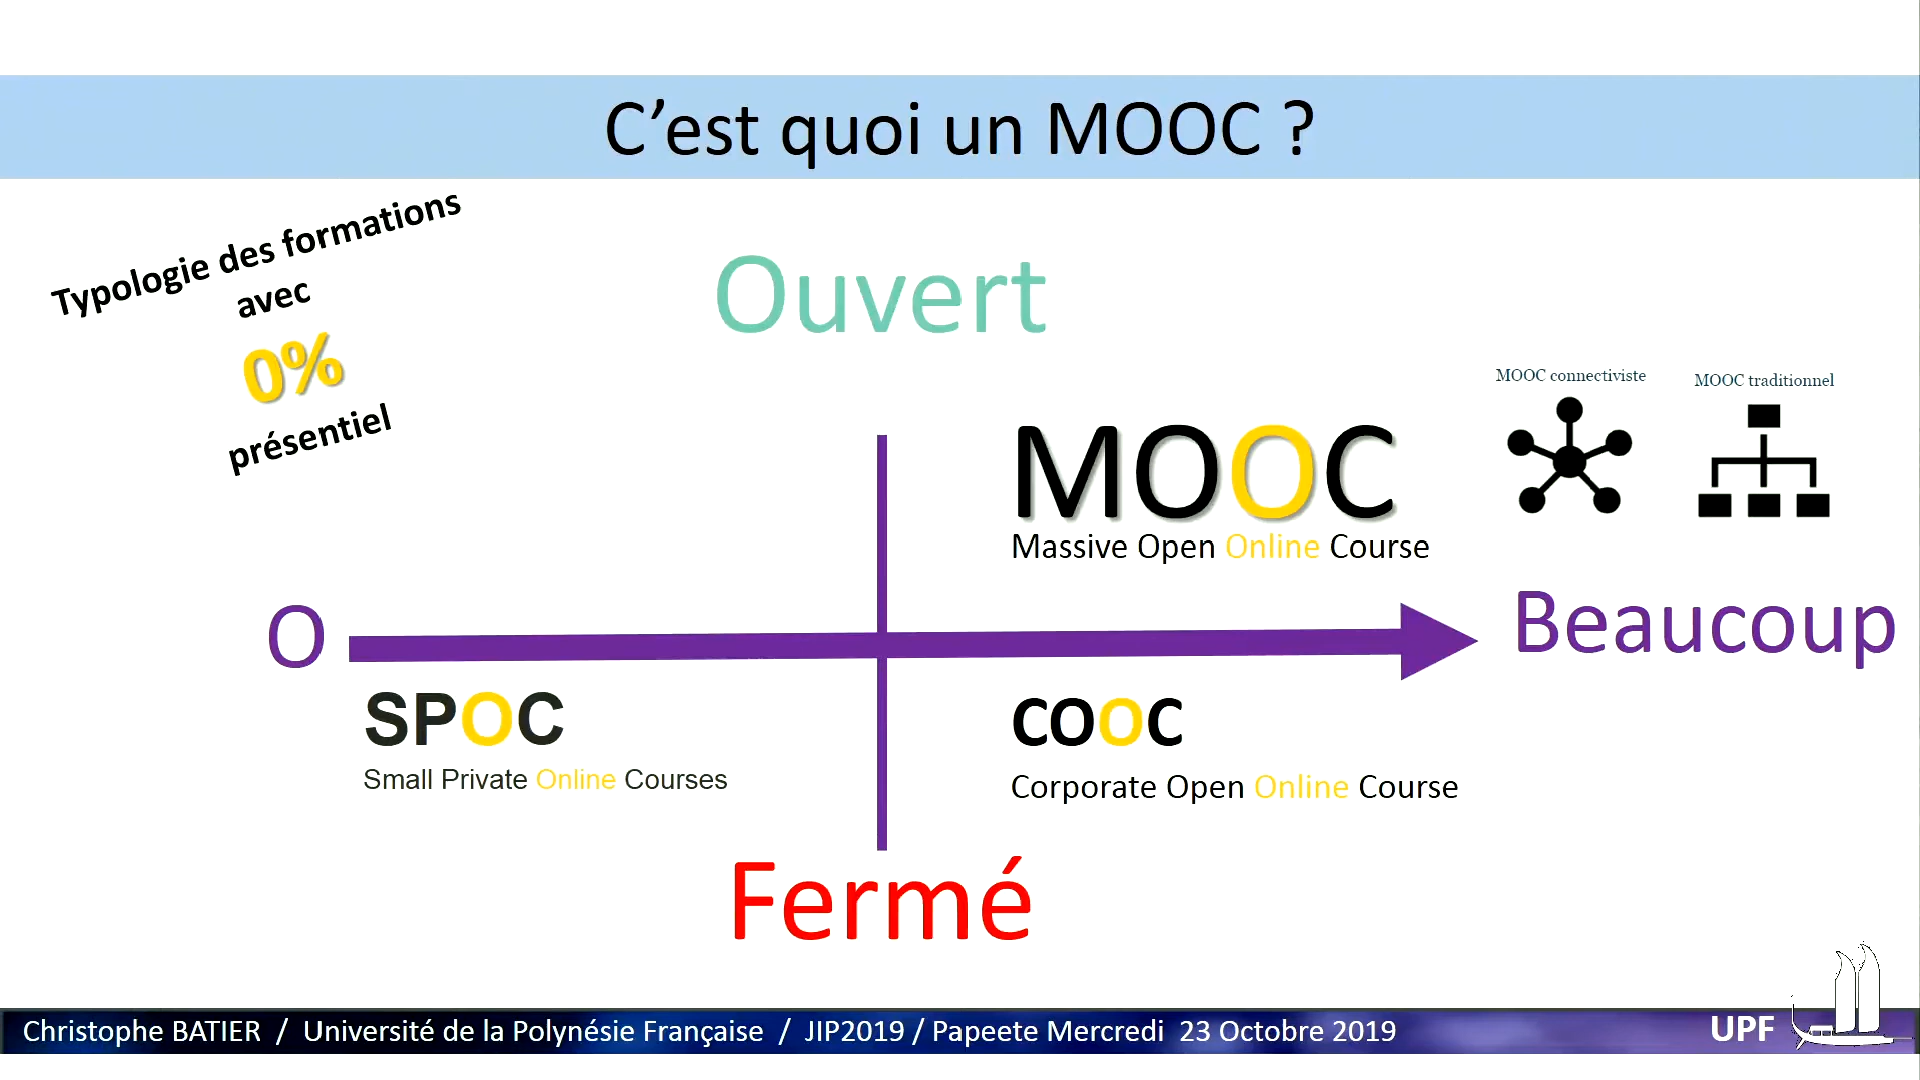 C’est quoi un MOOC ?
Typologie des formations
avec
0%
présentiel
Ouvert
MOOC connectiviste
MOOC traditionnel
MOOC
Massive Open Online Course
O
Beaucoup
SPOC
Small Private Online Courses
COOC
Corporate Open Online Course
Fermé
Christophe BATIER / Université de la Polynésie Française / JIP2019 / Papeete Mercredi 23 Octobre 2019
UPF